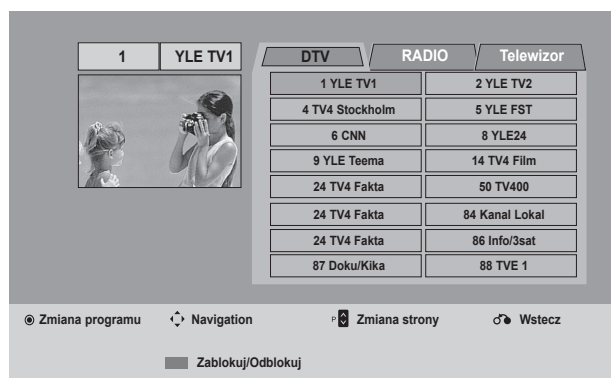 1 YLE TV1
DTV RADIO Telewizor
1 YLE TV1 2 YLE TV2
4 TV4 Stockholm 5 YLE FST
6 CNN 8 YLE24
9 YLE Teema 14 TV4 Film
24 TV4 Fakta 50 TV400
24 TV4 Fakta 84 Kanal Lokal
24 TV4 Fakta 86 Info/3sat
87 Doku/Kika 88 TVE 1
Zmiana programu Navigation P Zmiana strony Wstecz
Zablokuj/Odblokuj